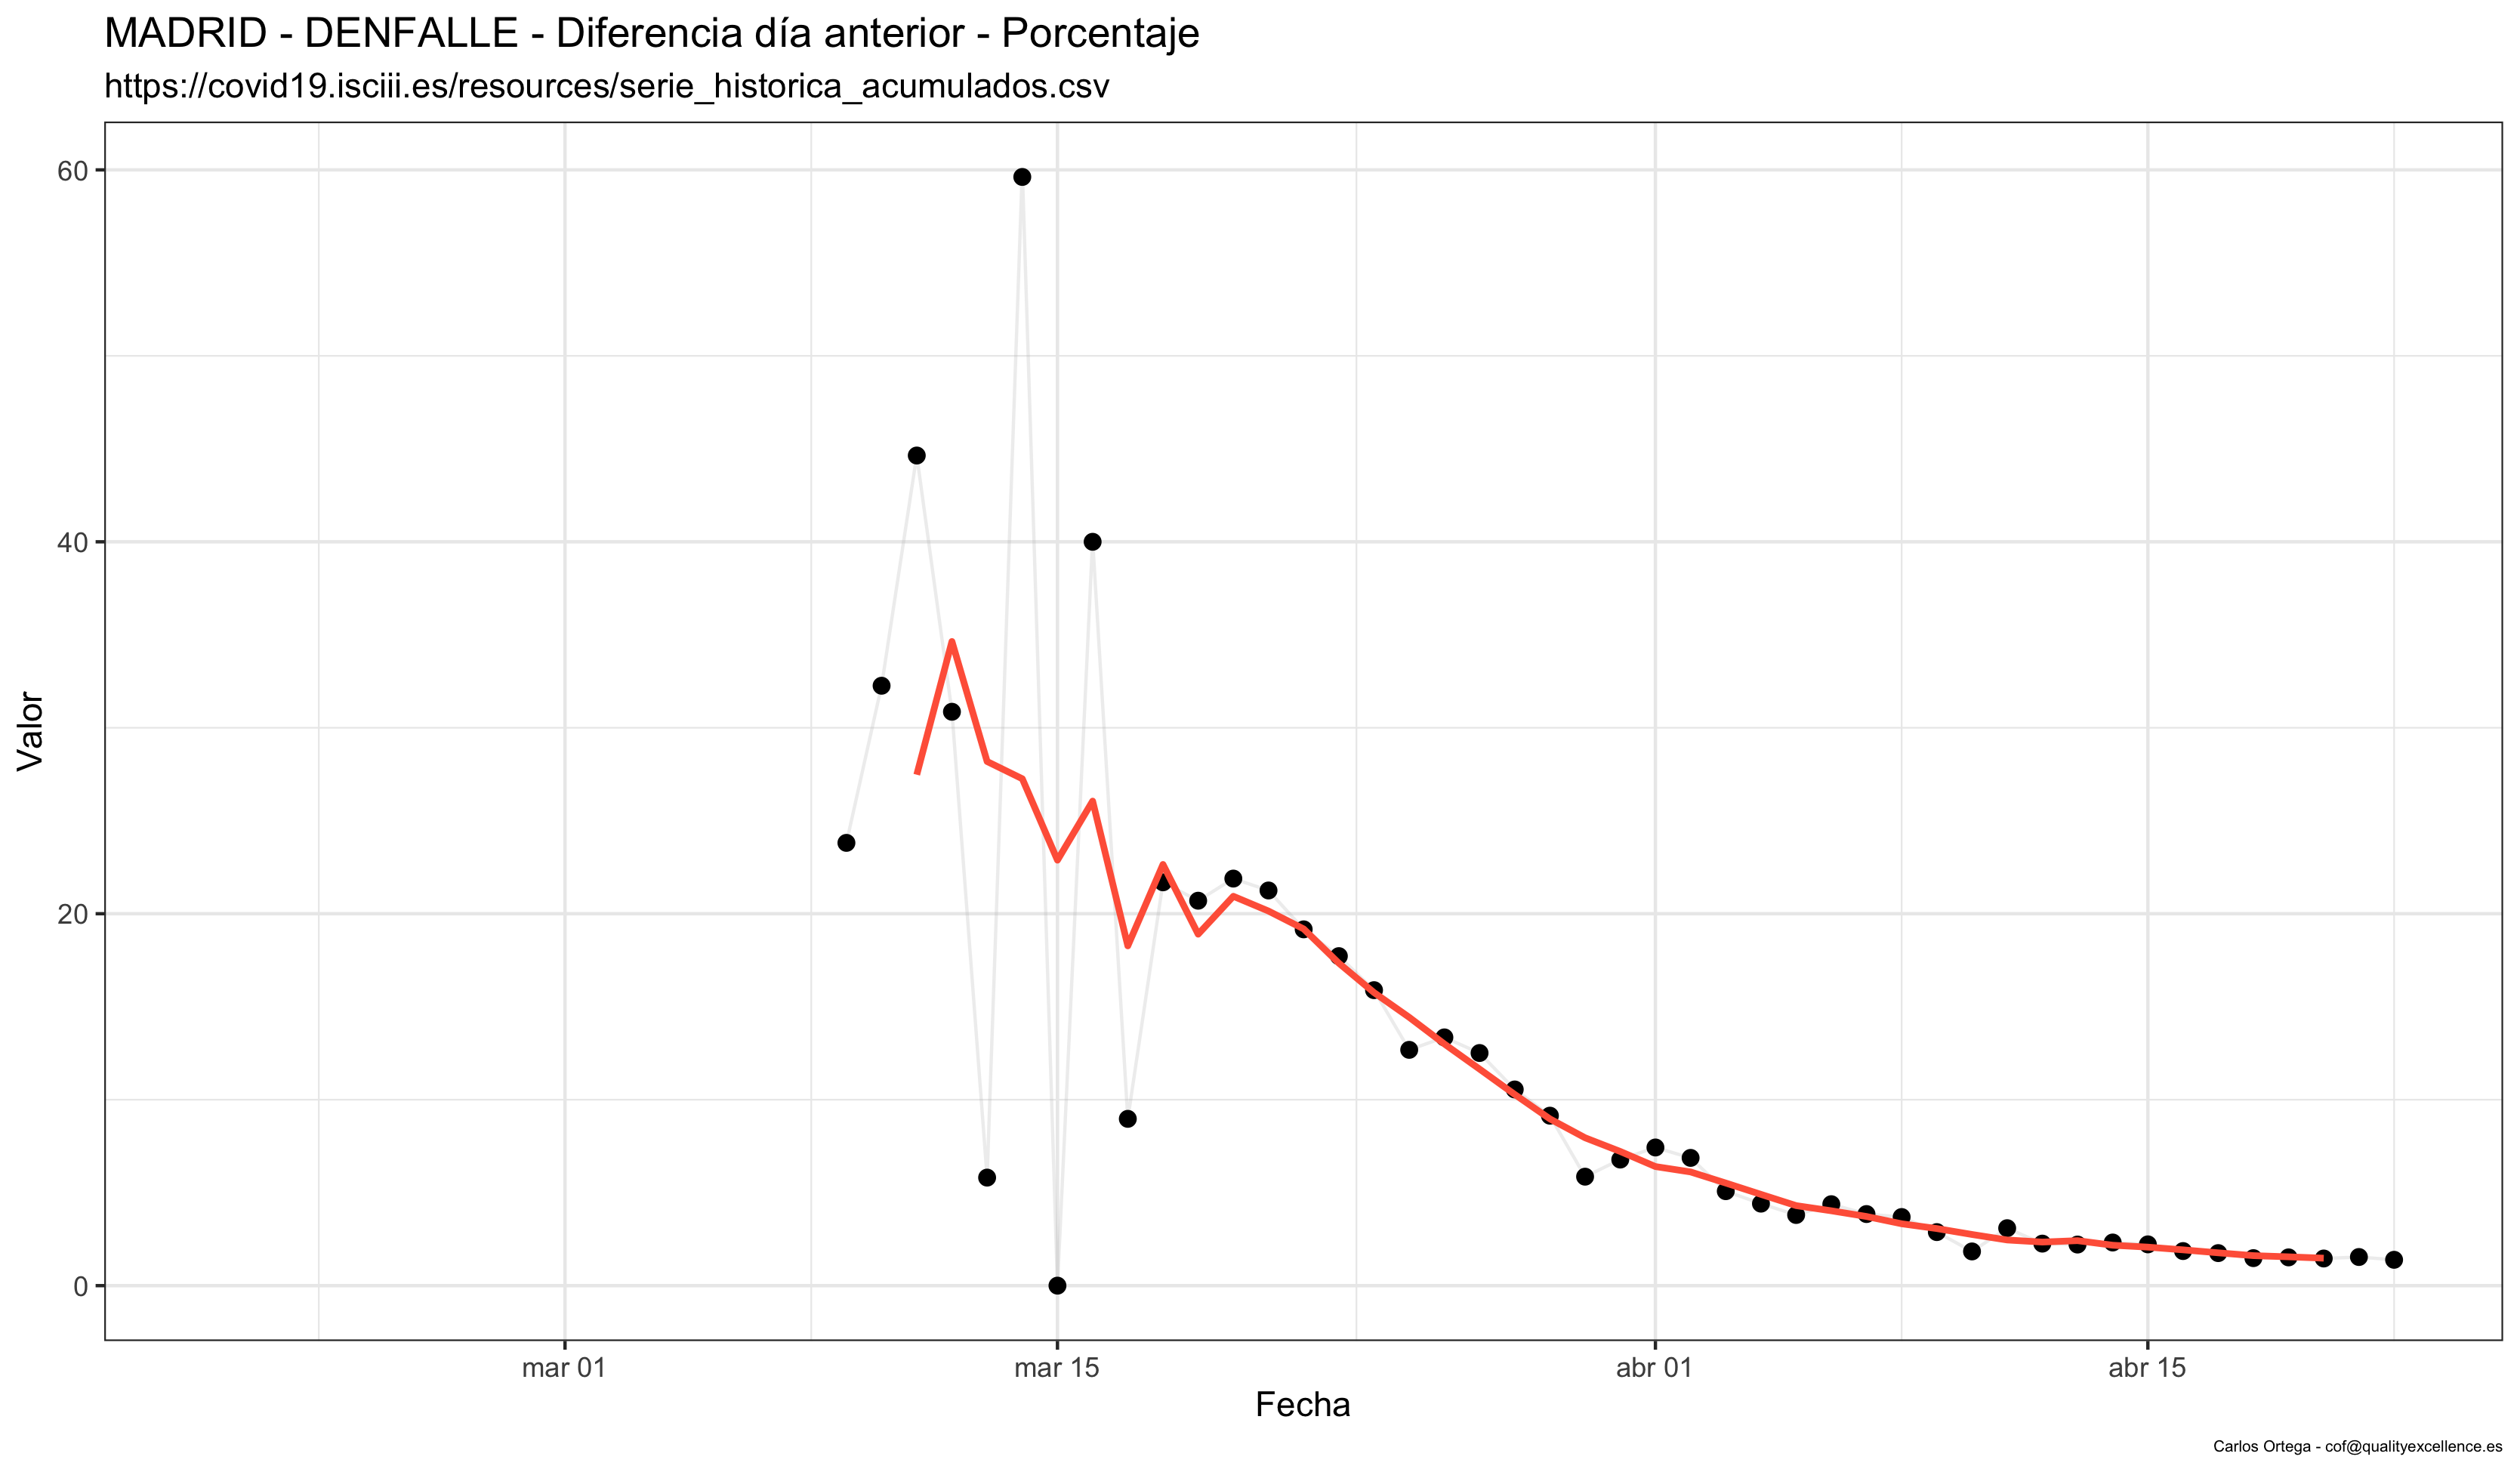 MADRID - DENFALLE - Diferencia día anterior - Porcentaje
https://covid19.isciii.es/resources/serie_historica_acumulados.csv
60
40
20
0
Valor
mar 01
mar 15
abr 01
abr 15
Fecha
Carlos Ortega - cof@qualityexcellence.es